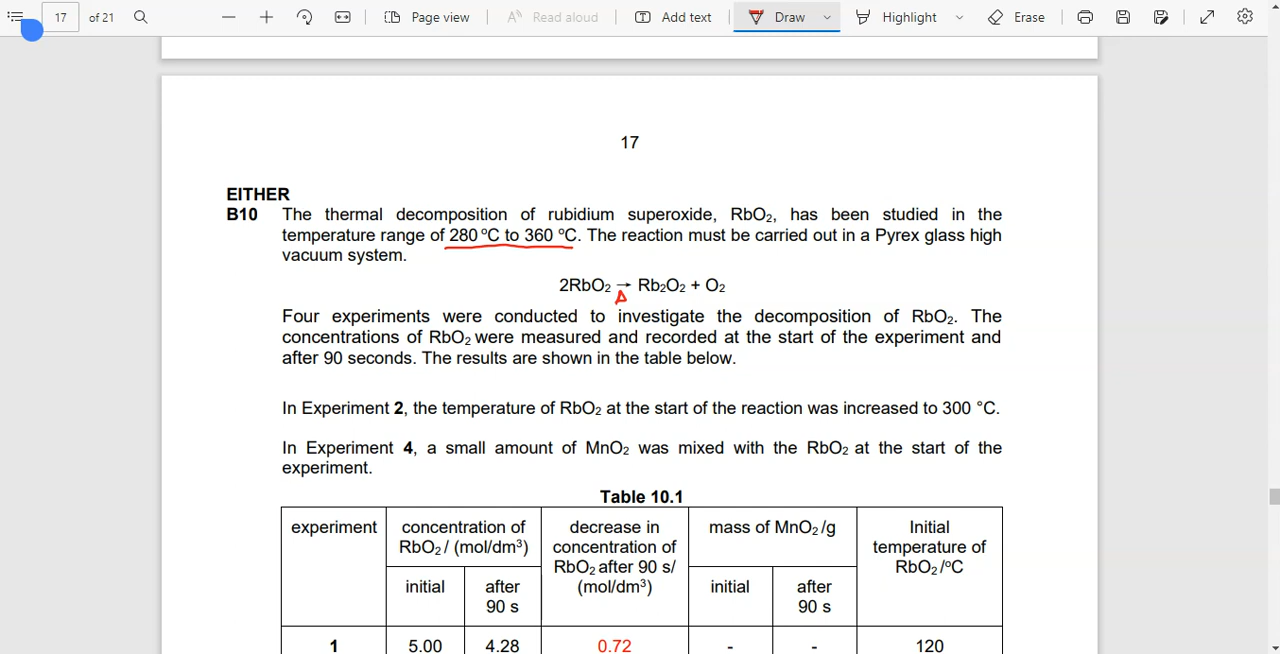 17 of 21 Page view Read aloud Add text Draw Highlight Erase
17
EITHER
B10 The thermal decomposition of rubidium superoxide, RbO₂, has been studied in the
temperature range of 280 °C to 360 °C. The reaction must be carried out in a Pyrex glass high
vacuum system.
2RbO₂ → Rb₂O₂ + O₂
Δ
Four experiments were conducted to investigate the decomposition of RbO₂. The
concentrations of RbO₂ were measured and recorded at the start of the experiment and
after 90 seconds. The results are shown in the table below.
In Experiment 2, the temperature of RbO₂ at the start of the reaction was increased to 300 °C.
In Experiment 4, a small amount of MnO₂ was mixed with the RbO₂ at the start of the
experiment.
Table 10.1
experiment concentration of decrease in mass of MnO₂/g Initial
RbO₂/ (mol/dm³) concentration of temperature of
RbO₂ after 90 s/ RbO₂/°C
initial after (mol/dm³) initial after
90 s 90 s
1 5.00 4.28 0.72 - - 120